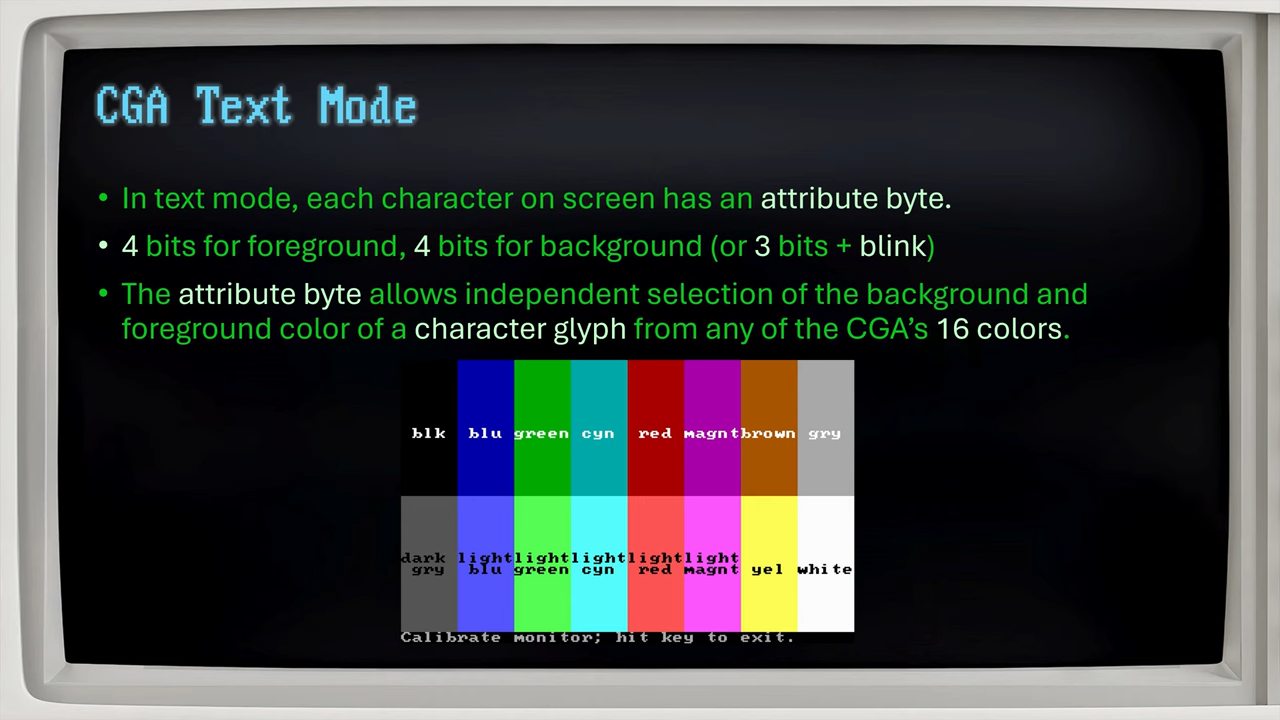 CGA Text Mode
• In text mode, each character on screen has an attribute byte.
• 4 bits for foreground, 4 bits for background (or 3 bits + blink)
• The attribute byte allows independent selection of the background and
foreground color of a character glyph from any of the CGA’s 16 colors.
blk blu green cyn red magnt brown gry
dark light light light light light
gry blu green cyn red magnt yel white
Calibrate monitor; hit key to exit.